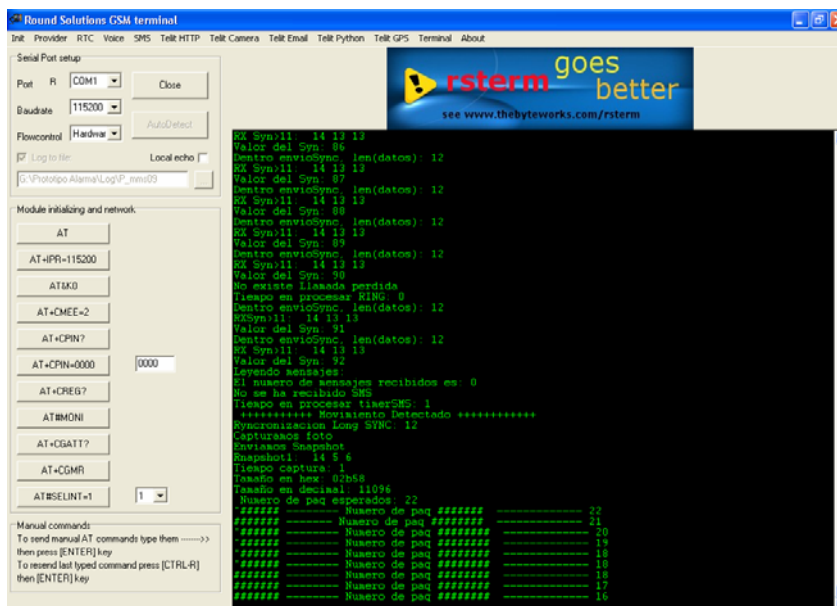 Round Solutions GSM terminal
Init Provider RTC Voice SMS Telit HTTP Telit Camera Telit Email Telit Python Telit GPS Terminal About
Serial Port setup
Port R COM1 Close
Baudrate 115200 AutoDetect
Flowcontrol Hardwar
Log to file Local echo
G:\Prototipo Alarma\Log\P_mms09
Module initializing and network
AT
AT+IPR=115200
AT&K0
AT+CMEE=2
AT+CPIN?
AT+CPIN=0000 0000
AT+CREG?
AT#MONI
AT+CGATT?
AT+CGMR
AT#SELINT=1 1
Manual commands
To send manual AT commands type them ------>>
then press [ENTER] key
To resend last typed command press [CTRL-R]
then [ENTER] key
rsterm goes better
see www.thebyteworks.com/rsterm
RX Syn>11: 14 13 13
Valor del Syn: 86
Dentro envioSync, len(datos): 12
RX Syn>11: 14 13 13
Valor del Syn: 87
Dentro envioSync, len(datos): 12
RX Syn>11: 14 13 13
Valor del Syn: 88
Dentro envioSync, len(datos): 12
RX Syn>11: 14 13 13
Valor del Syn: 89
Dentro envioSync, len(datos): 12
RX Syn>11: 14 13 13
Valor del Syn: 90
No existe Llamada perdida
Tiempo en procesar RING: 0
Dentro envioSync, len(datos): 12
RXSyn>11: 14 13 13
Valor del Syn: 91
Dentro envioSync, len(datos): 12
RX Syn>11: 14 13 13
Valor del Syn: 92
Leyendo mensajes:
El numero de mensajes recibidos es: 0
No se ha recibido SMS
Tiempo en procesar timerSMS: 1
+++++++++++ Movimiento Detectado ++++++++++++
Ryncronizacion Long SYNC: 12
Capturamos foto
Enviamos Snapshot
Rnapshot1: 14 5 6
Tiempo captura: 1
Tamaño en hex: 02b58
Tamaño en decimal: 11096
Numero de paq esperados: 22
"###### -------- Numero de paq ####### -------------- 22
####### -------- Numero de paq ######## -------------- 21
"###### -------- Numero de paq ######## -------------- 20
"###### -------- Numero de paq ######## -------------- 19
"###### -------- Numero de paq ######## -------------- 18
####### -------- Numero de paq ######## -------------- 18
####### -------- Numero de paq ######## -------------- 18
"###### -------- Numero de paq ######## -------------- 17
####### -------- Numero de paq ######## -------------- 16